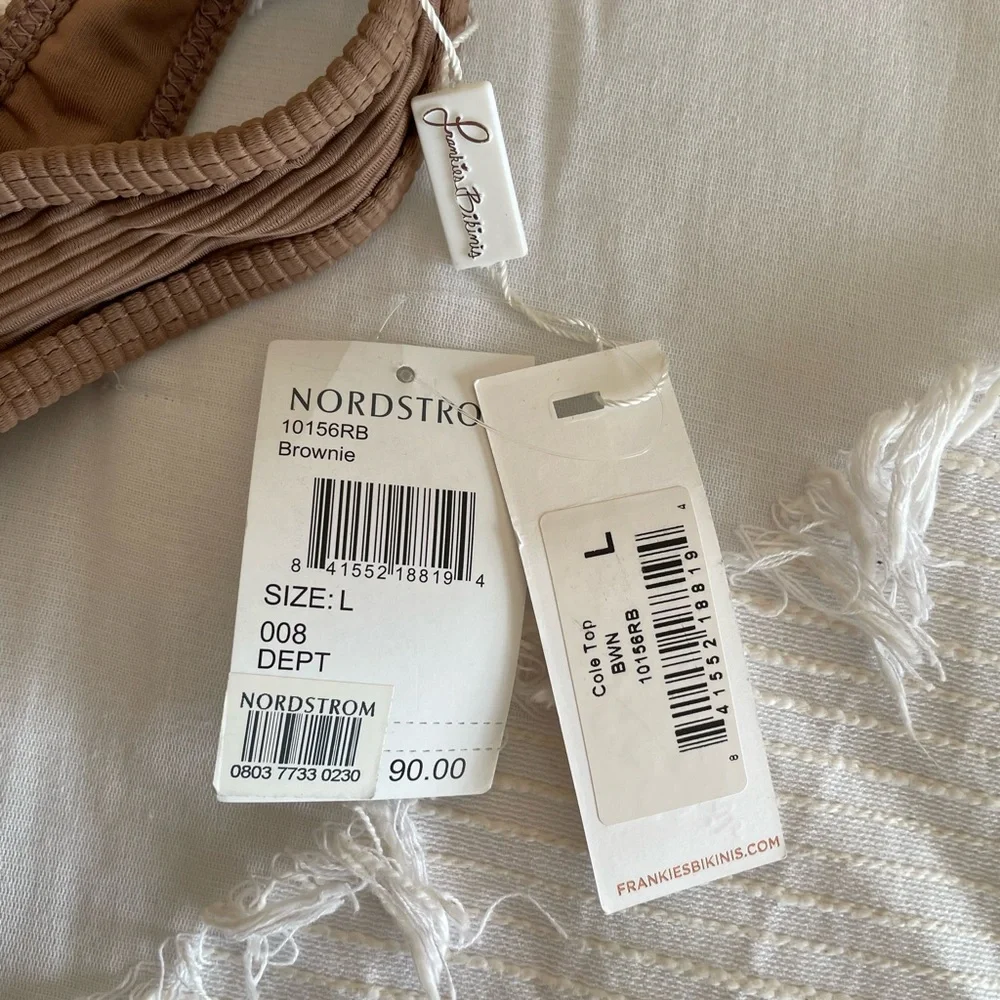 Frankies Bikinis
NORDSTRO
10156RB
Brownie
8 41552 18819 4
SIZE: L
008
DEPT
NORDSTROM
0803 7733 0230
90.00
L
Cole Top
BWN
10156RB
8 41552 18819 4
FRANKIESBIKINIS.COM